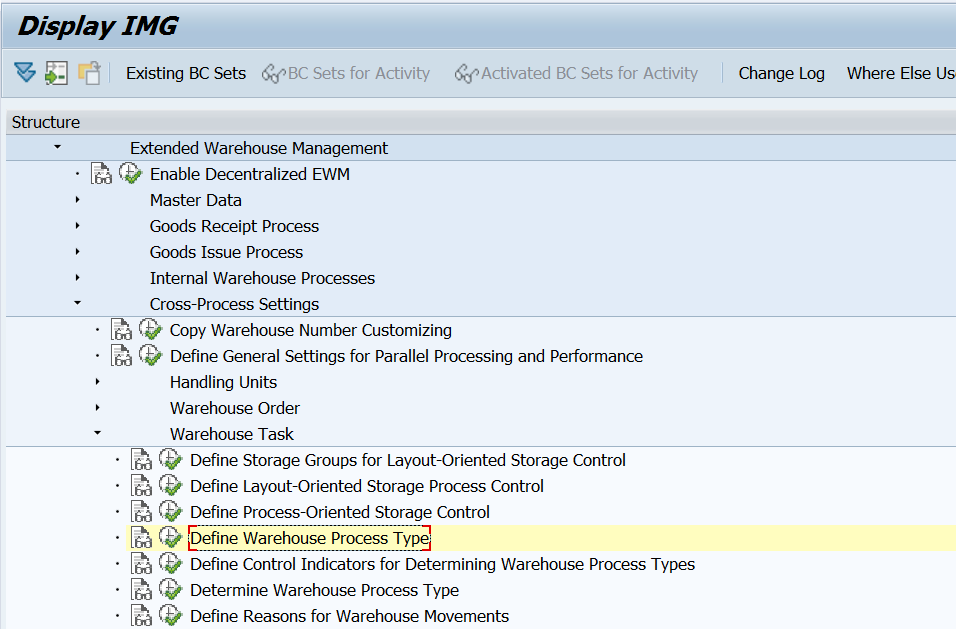 Display IMG
Existing BC Sets BC Sets for Activity Activated BC Sets for Activity Change Log Where Else Us
Structure
Extended Warehouse Management
Enable Decentralized EWM
Master Data
Goods Receipt Process
Goods Issue Process
Internal Warehouse Processes
Cross-Process Settings
Copy Warehouse Number Customizing
Define General Settings for Parallel Processing and Performance
Handling Units
Warehouse Order
Warehouse Task
Define Storage Groups for Layout-Oriented Storage Control
Define Layout-Oriented Storage Process Control
Define Process-Oriented Storage Control
Define Warehouse Process Type
Define Control Indicators for Determining Warehouse Process Types
Determine Warehouse Process Type
Define Reasons for Warehouse Movements